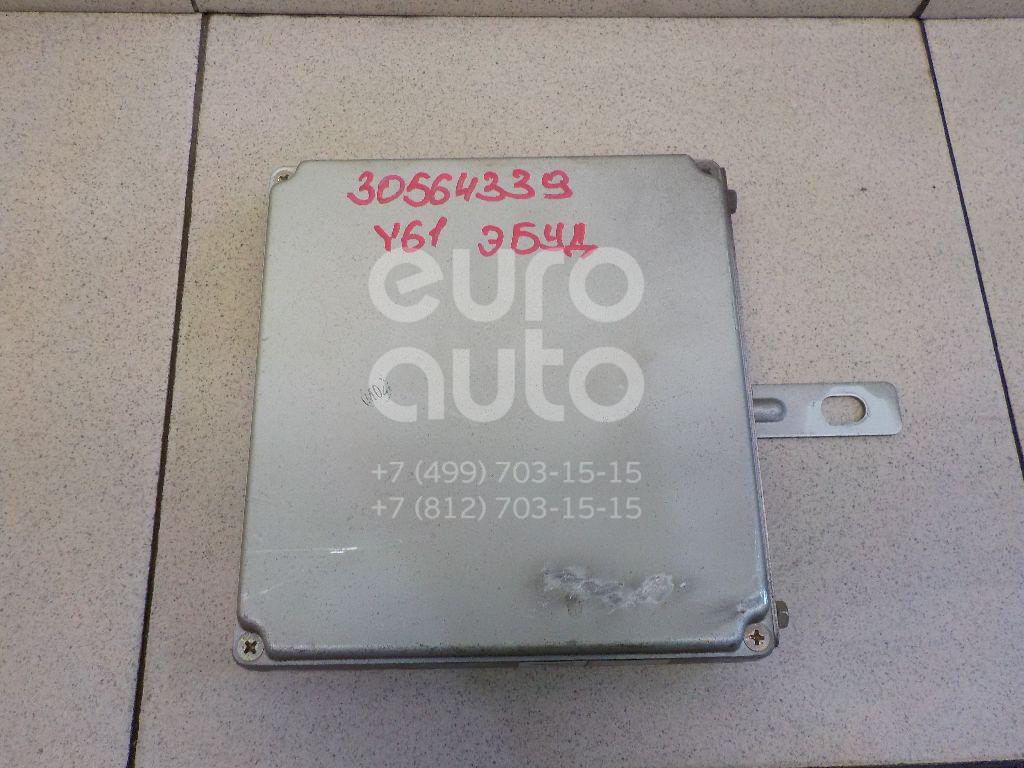 30564339
Y61 ЭБУД
euro
auto
+7 (499) 703-15-15
+7 (812) 703-15-15